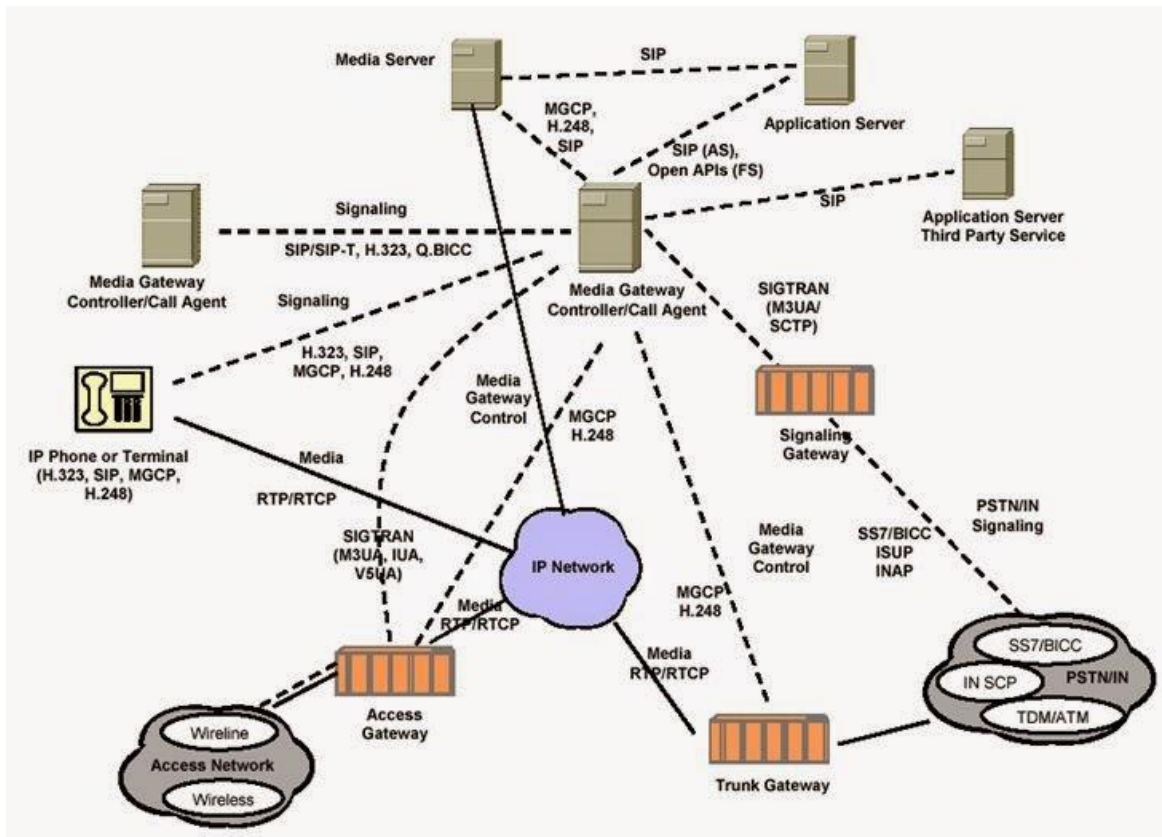 Media Server
SIP
Application Server
MGCP,
H.248,
SIP
SIP (AS),
Open APIs (FS)
SIP
Application Server
Third Party Service
Signaling
SIP/SIP-T, H.323, Q.BICC
Media Gateway
Controller/Call Agent
Media Gateway
Controller/Call Agent
Signaling
H.323, SIP,
MGCP, H.248
SIGTRAN
(M3UA/
SCTP)
Media
Gateway
Control
MGCP
H.248
Signaling
Gateway
IP Phone or Terminal
(H.323, SIP, MGCP,
H.248)
Media
RTP/RTCP
PSTN/IN
Signaling
SS7/BICC
ISUP
INAP
SIGTRAN
(M3UA, IUA,
V5UA)
IP Network
Media
Gateway
Control
MGCP
H.248
Media
RTP/RTCP
Media
RTP/RTCP
SS7/BICC
IN SCP
PSTN/IN
TDM/ATM
Access
Gateway
Wireline
Access Network
Wireless
Trunk Gateway